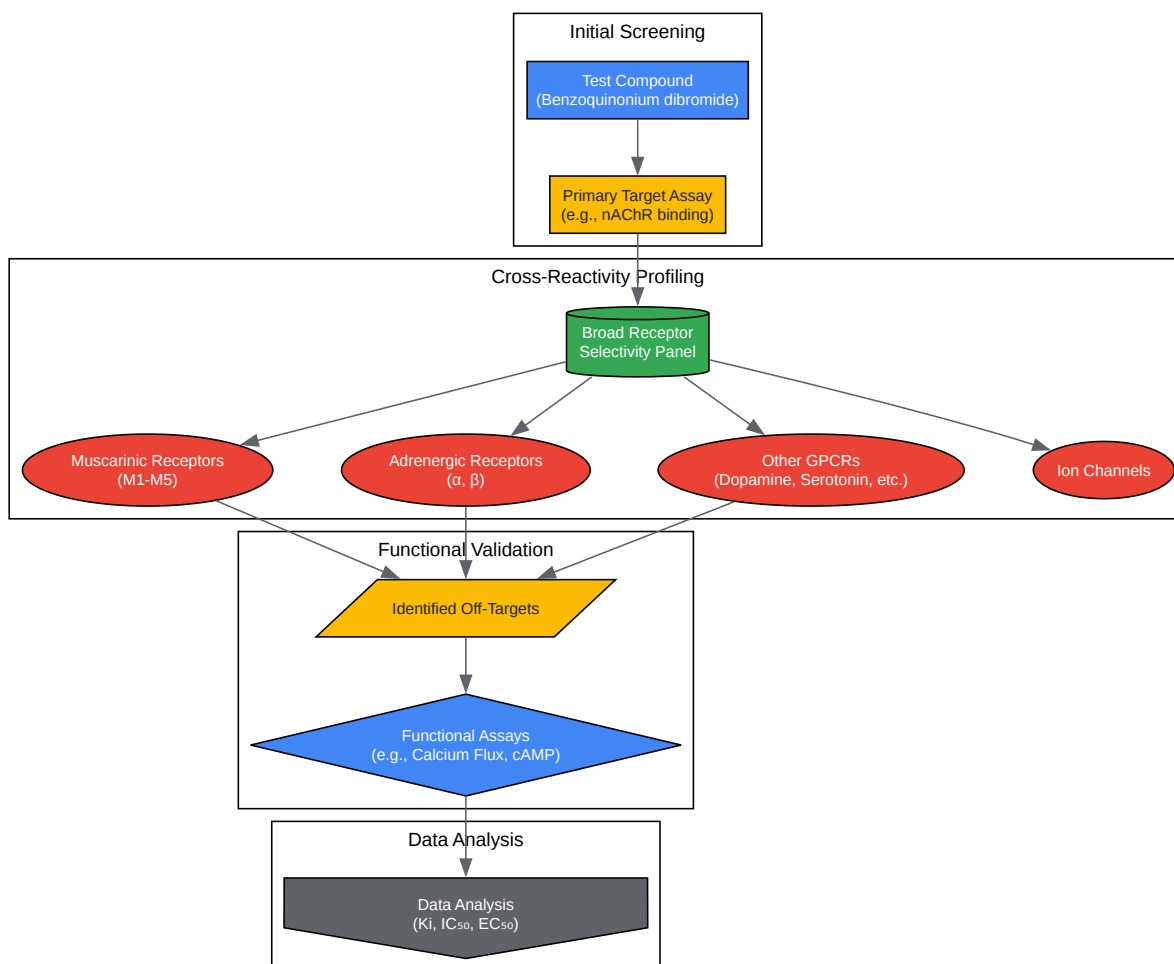 Initial Screening
Test Compound
(Benzoquinonium dibromide)
Primary Target Assay
(e.g., nAChR binding)
Cross-Reactivity Profiling
Broad Receptor
Selectivity Panel
Muscarinic Receptors
(M1-M5)
Adrenergic Receptors
(α, β)
Other GPCRs
(Dopamine, Serotonin, etc.)
Ion Channels
Functional Validation
Identified Off-Targets
Functional Assays
(e.g., Calcium Flux, cAMP)
Data Analysis
Data Analysis
(Ki, IC₅₀, EC₅₀)